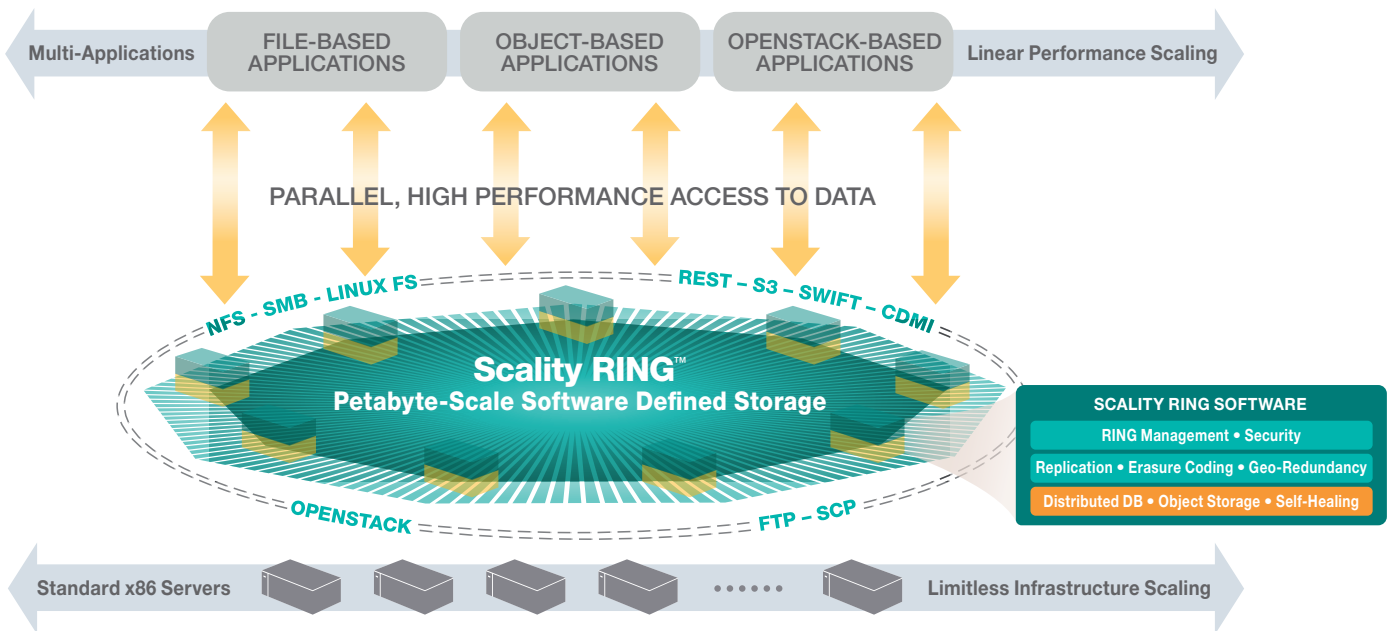 Multi-Applications
FILE-BASED
APPLICATIONS
OBJECT-BASED
APPLICATIONS
OPENSTACK-BASED
APPLICATIONS
Linear Performance Scaling
PARALLEL, HIGH PERFORMANCE ACCESS TO DATA
NFS - SMB - LINUX FS
REST – S3 – SWIFT – CDMI
Scality RING™
Petabyte-Scale Software Defined Storage
SCALITY RING SOFTWARE
RING Management • Security
Replication • Erasure Coding • Geo-Redundancy
Distributed DB • Object Storage • Self-Healing
OPENSTACK
FTP – SCP
Standard x86 Servers
Limitless Infrastructure Scaling